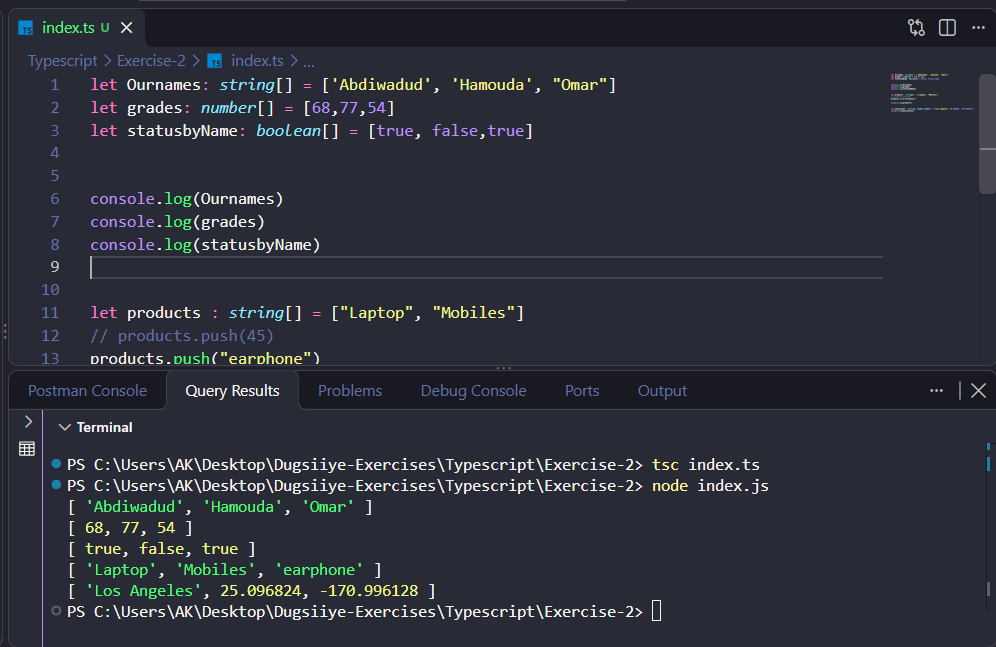 index.ts U
Typescript > Exercise-2 > index.ts > ...
1 let Ournames: string[] = ['Abdiwadud', 'Hamouda', "Omar"]
2 let grades: number[] = [68,77,54]
3 let statusbyName: boolean[] = [true, false,true]
4
5
6 console.log(Ournames)
7 console.log(grades)
8 console.log(statusbyName)
9
10
11 let products : string[] = ["Laptop", "Mobiles"]
12 // products.push(45)
13 products.push("earphone")
Postman Console Query Results Problems Debug Console Ports Output
Terminal
PS C:\Users\AK\Desktop\Dugsiiye-Exercises\Typescript\Exercise-2> tsc index.ts
PS C:\Users\AK\Desktop\Dugsiiye-Exercises\Typescript\Exercise-2> node index.js
[ 'Abdiwadud', 'Hamouda', 'Omar' ]
[ 68, 77, 54 ]
[ true, false, true ]
[ 'Laptop', 'Mobiles', 'earphone' ]
[ 'Los Angeles', 25.096824, -170.996128 ]
PS C:\Users\AK\Desktop\Dugsiiye-Exercises\Typescript\Exercise-2>